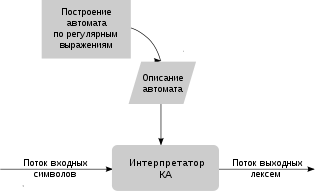 Построение
автомата
по регулярным
выражениям
Описание
автомата
Поток входных
символов
Интерпретатор
КА
Поток выходных
лексем